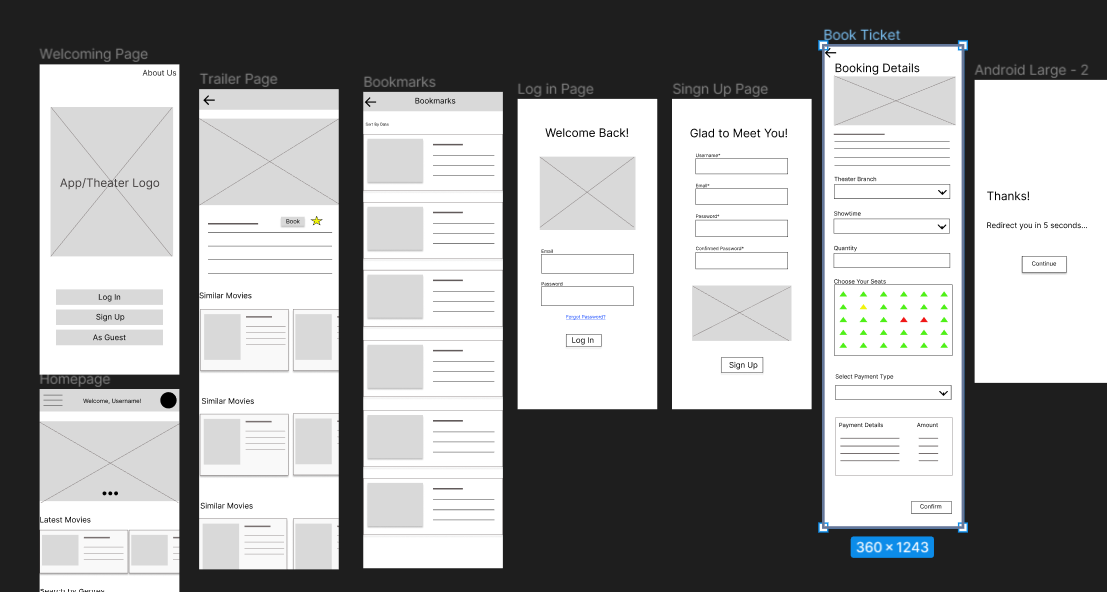 Welcoming Page
About Us
App/Theater Logo
Log In
Sign Up
As Guest
Homepage
Welcome, Username!
Latest Movies
Search by Genres
Trailer Page
Book
Similar Movies
Similar Movies
Similar Movies
Bookmarks
Bookmarks
Sort By Date
Log in Page
Welcome Back!
Email
Password
Forgot Password?
Log In
Singn Up Page
Glad to Meet You!
Username*
Email*
Password*
Confirmed Password*
Sign Up
Book Ticket
Booking Details
Theater Branch
Showtime
Quantity
Choose Your Seats
Select Payment Type
Payment Details Amount
Confirm
360 × 1243
Android Large - 2
Thanks!
Redirect you in 5 seconds...
Continue